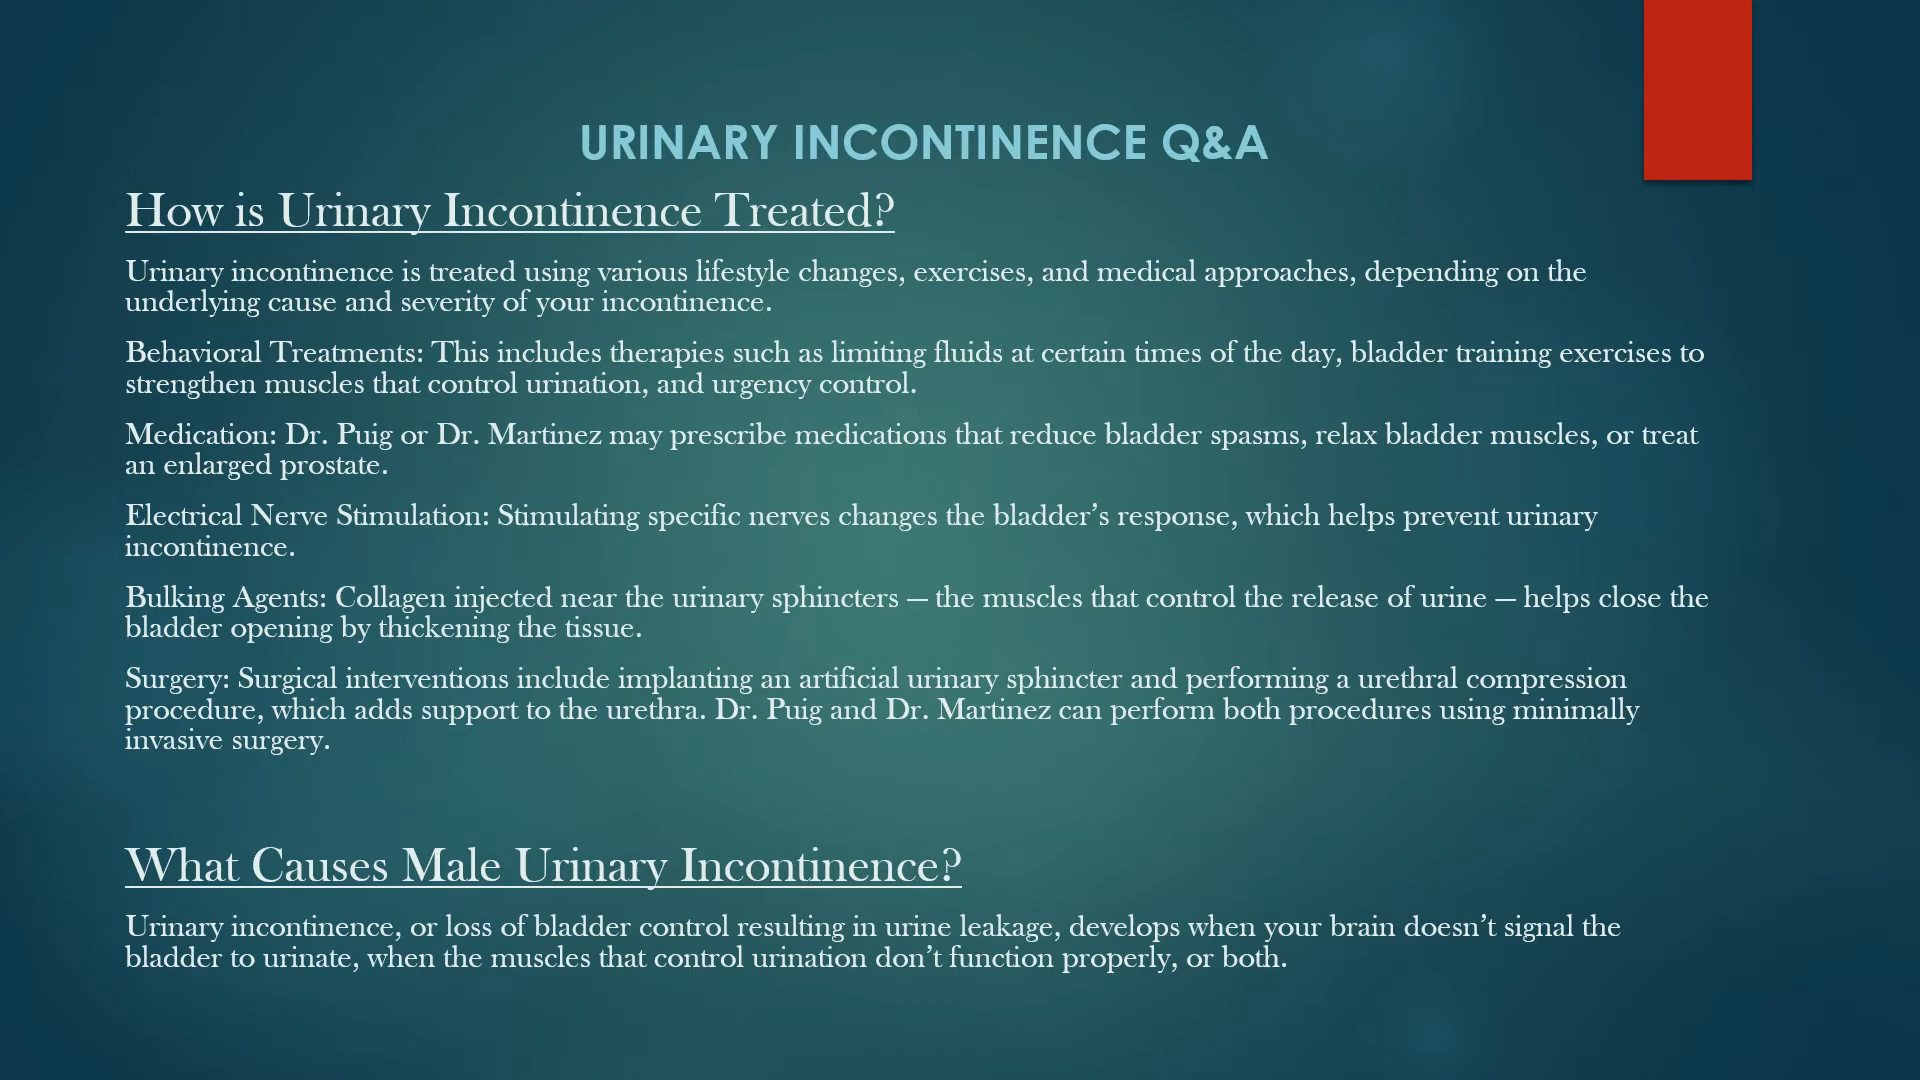 URINARY INCONTINENCE Q&A
How is Urinary Incontinence Treated?
Urinary incontinence is treated using various lifestyle changes, exercises, and medical approaches, depending on the
underlying cause and severity of your incontinence.
Behavioral Treatments: This includes therapies such as limiting fluids at certain times of the day, bladder training exercises to
strengthen muscles that control urination, and urgency control.
Medication: Dr. Puig or Dr. Martinez may prescribe medications that reduce bladder spasms, relax bladder muscles, or treat
an enlarged prostate.
Electrical Nerve Stimulation: Stimulating specific nerves changes the bladder’s response, which helps prevent urinary
incontinence.
Bulking Agents: Collagen injected near the urinary sphincters — the muscles that control the release of urine — helps close the
bladder opening by thickening the tissue.
Surgery: Surgical interventions include implanting an artificial urinary sphincter and performing a urethral compression
procedure, which adds support to the urethra. Dr. Puig and Dr. Martinez can perform both procedures using minimally
invasive surgery.
What Causes Male Urinary Incontinence?
Urinary incontinence, or loss of bladder control resulting in urine leakage, develops when your brain doesn’t signal the
bladder to urinate, when the muscles that control urination don’t function properly, or both.